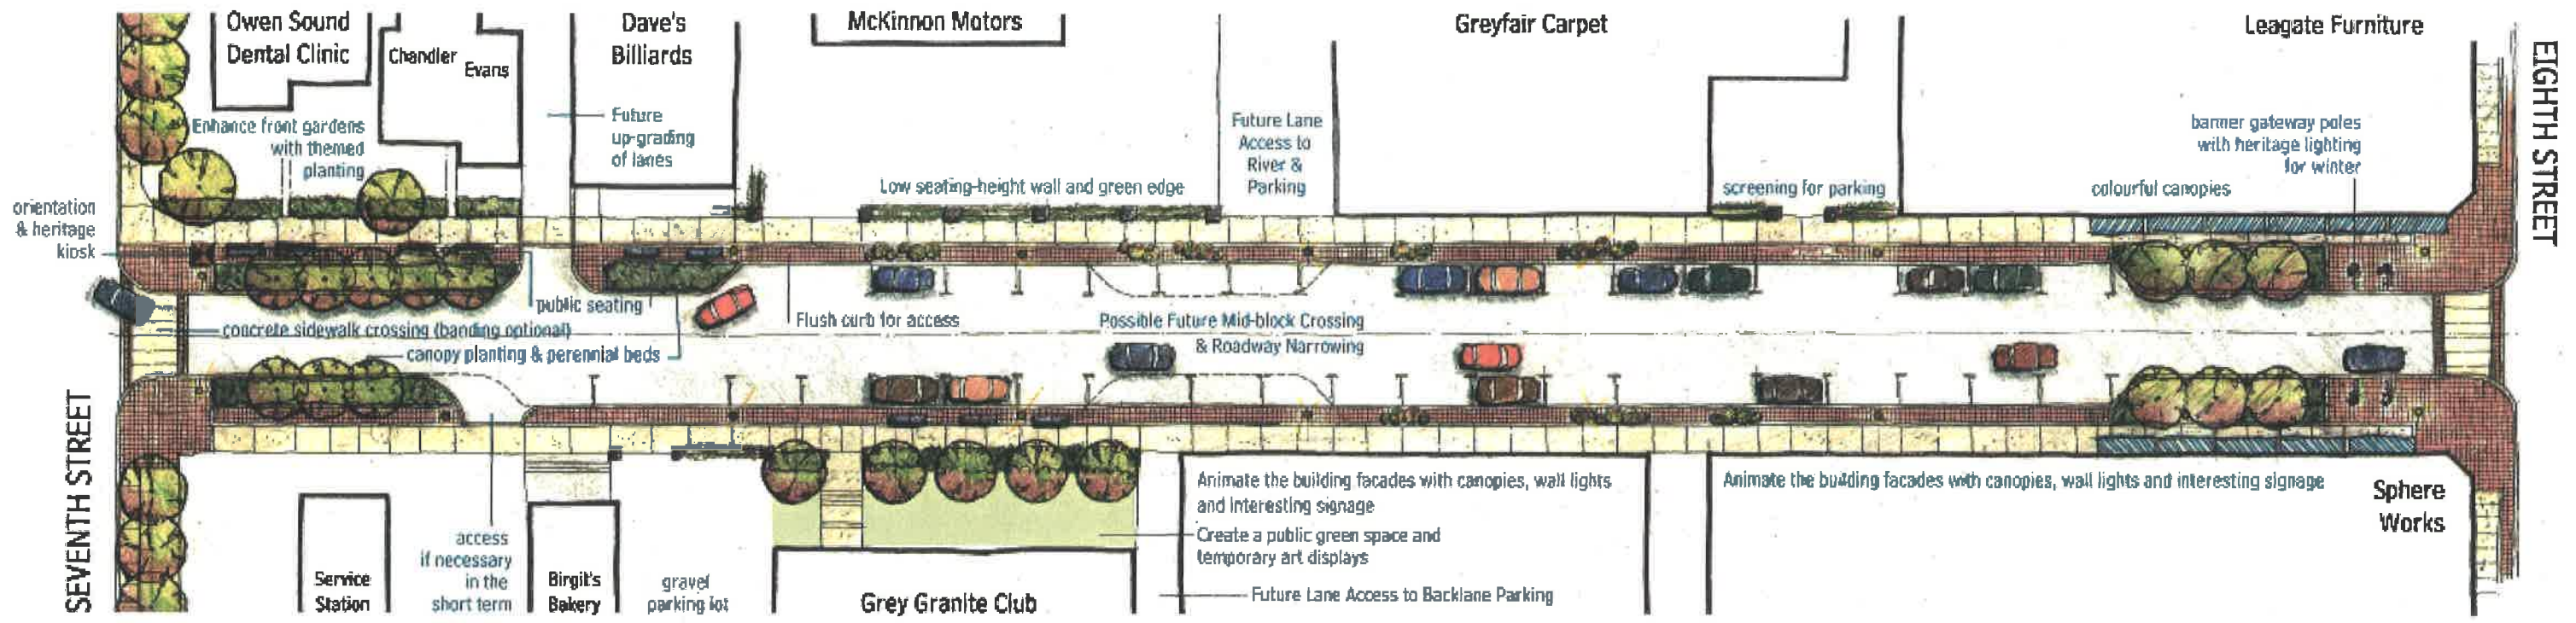 Owen Sound
Dental Clinic
Chandler
Evans
Dave's
Billiards
McKinnon Motors
Greyfair Carpet
Leagate Furniture
EIGHTH STREET
Enhance front gardens
with themed
planting
Future
up-grading
of lanes
Low seating-height wall and green edge
Future Lane
Access to
River &
Parking
screening for parking
colourful canopies
banner gateway poles
with heritage lighting
for winter
orientation
& heritage
kiosk
public seating
concrete sidewalk crossing (banding optional)
canopy planting & perennial beds
Flush curb for access
Possible Future Mid-block Crossing
& Roadway Narrowing
SEVENTH STREET
Service
Station
access
if necessary
in the
short term
Birgit's
Bakery
gravel
parking lot
Grey Granite Club
Animate the building facades with canopies, wall lights
and interesting signage
Create a public green space and
temporary art displays
Future Lane Access to Backlane Parking
Animate the building facades with canopies, wall lights and interesting signage
Sphere
Works